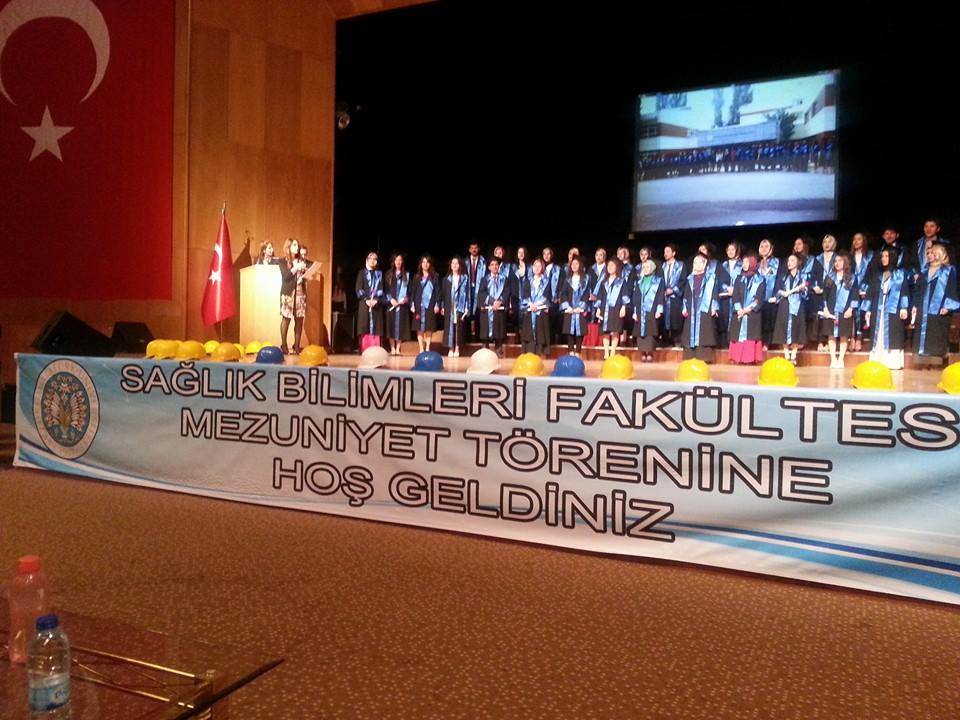 SAĞLIK BİLİMLERİ FAKÜLTES
MEZUNİYET TÖRENİNE
HOŞ GELDİNİZ